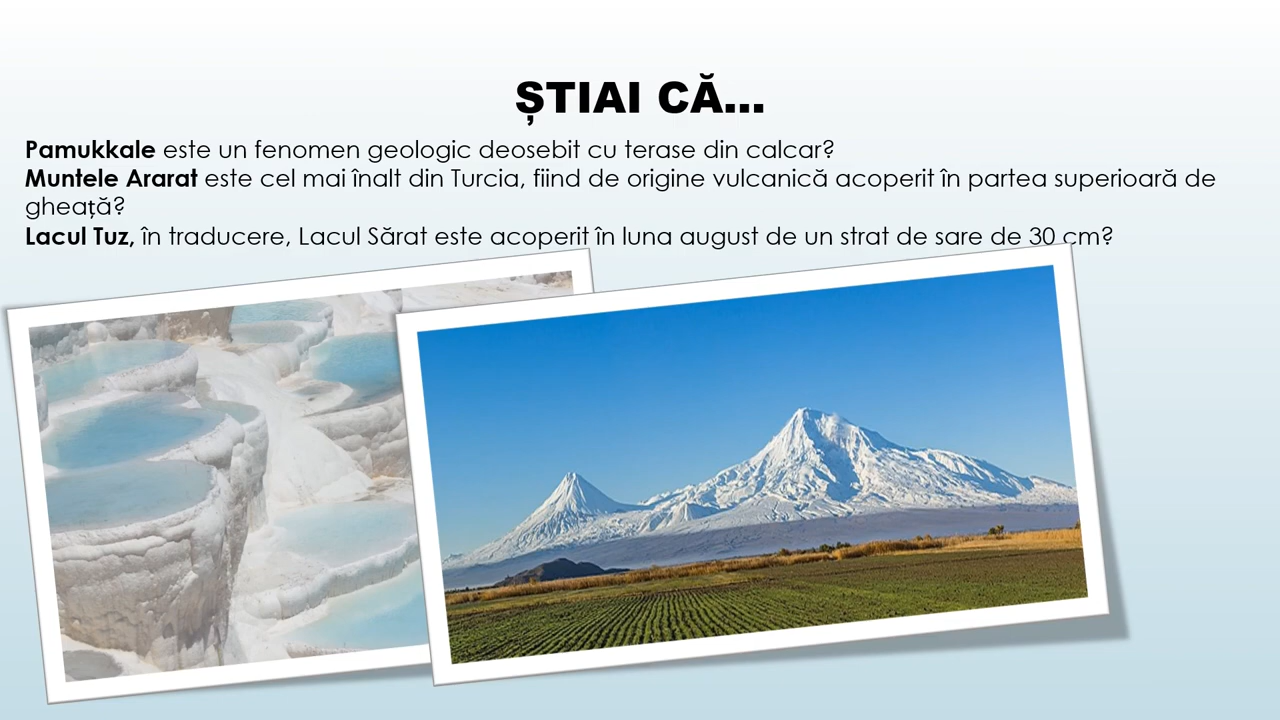 ȘTIAI CĂ...
Pamukkale este un fenomen geologic deosebit cu terase din calcar?
Muntele Ararat este cel mai înalt din Turcia, fiind de origine vulcanică acoperit în partea superioară de
gheață?
Lacul Tuz, în traducere, Lacul Sărat este acoperit în luna august de un strat de sare de 30 cm?